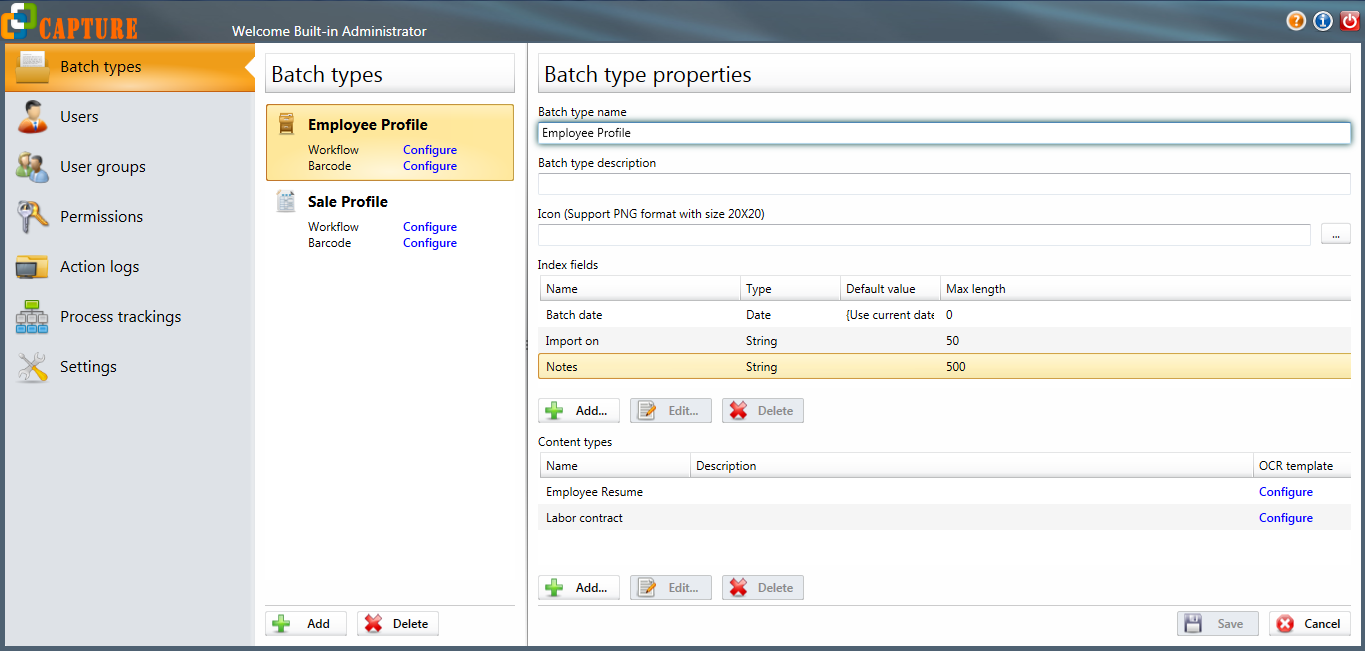 CAPTURE
Welcome Built-in Administrator
Batch types
Users
User groups
Permissions
Action logs
Process trackings
Settings
Batch types
Employee Profile
Workflow Configure
Barcode Configure
Sale Profile
Workflow Configure
Barcode Configure
Add Delete
Batch type properties
Batch type name
Employee Profile
Batch type description
Icon (Support PNG format with size 20X20)
...
Index fields
Name Type Default value Max length
Batch date Date {Use current date 0
Import on String 50
Notes String 500
Add... Edit... Delete
Content types
Name Description OCR template
Employee Resume Configure
Labor contract Configure
Add... Edit... Delete
Save Cancel